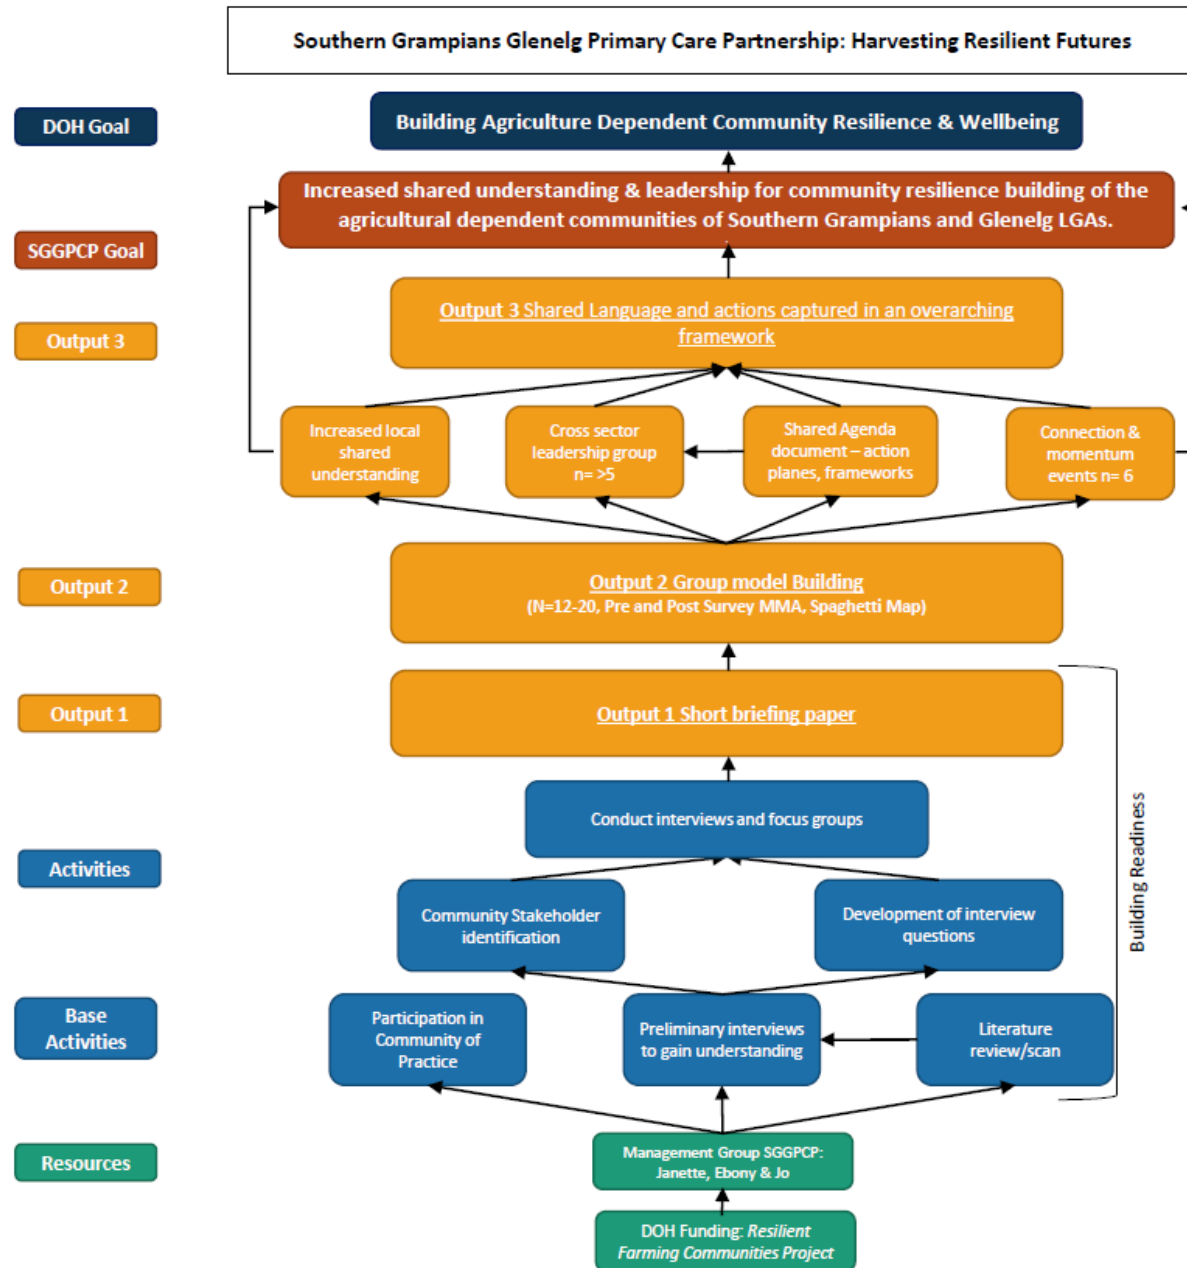 Southern Grampians Glenelg Primary Care Partnership: Harvesting Resilient Futures
DOH Goal
Building Agriculture Dependent Community Resilience & Wellbeing
Increased shared understanding & leadership for community resilience building of the
agricultural dependent communities of Southern Grampians and Glenelg LGAs.
SGGPCP Goal
Output 3 Shared Language and actions captured in an overarching
framework
Output 3
Increased local
shared
understanding
Cross sector
leadership group
n= >5
Shared Agenda
document – action
planes, frameworks
Connection &
momentum
events n= 6
Output 2
Output 2 Group model Building
(N=12-20, Pre and Post Survey MMA, Spaghetti Map)
Output 1
Output 1 Short briefing paper
Building Readiness
Conduct interviews and focus groups
Activities
Community Stakeholder
identification
Development of interview
questions
Base
Activities
Participation in
Community of
Practice
Preliminary interviews
to gain understanding
Literature
review/scan
Resources
Management Group SGGPCP:
Janette, Ebony & Jo
DOH Funding: Resilient
Farming Communities Project